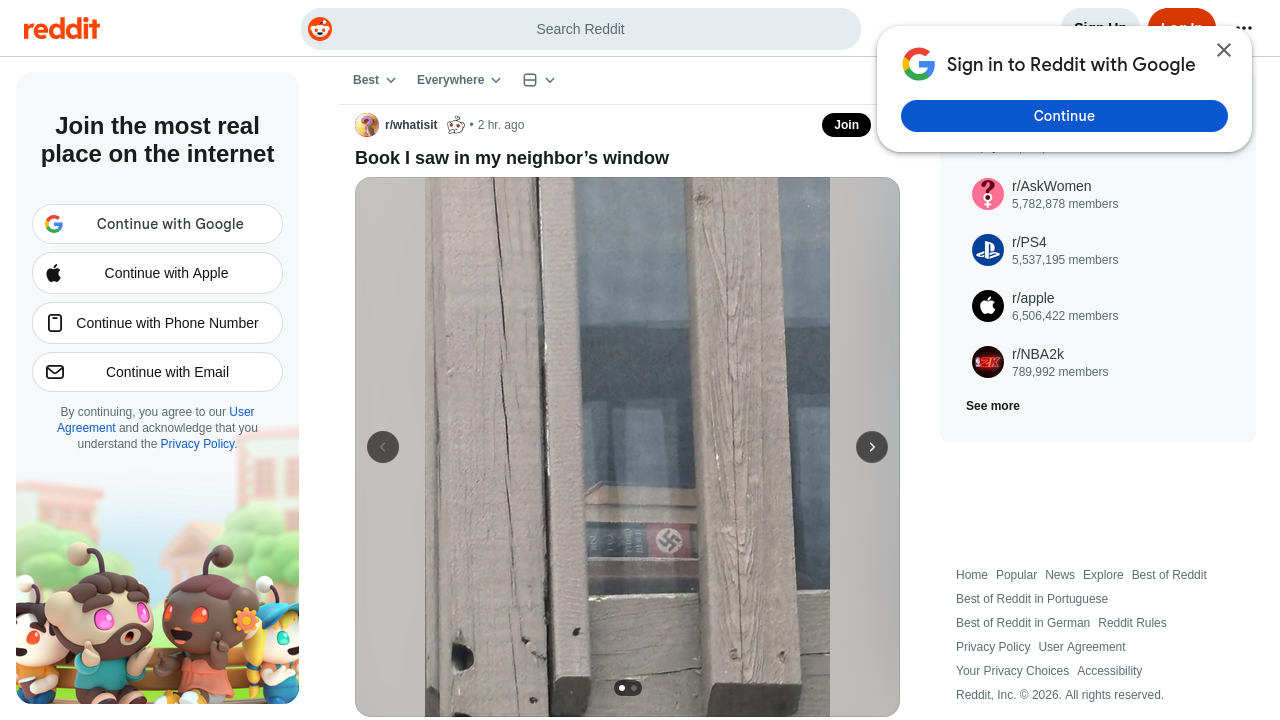 reddit
Search Reddit
Sign in to Reddit with Google
Continue
Join the most real
place on the internet
Continue with Google
Continue with Apple
Continue with Phone Number
Continue with Email
By continuing, you agree to our User
Agreement and acknowledge that you
understand the Privacy Policy.
Best
Everywhere
r/whatisit
• 2 hr. ago
Join
Book I saw in my neighbor’s window
r/AskWomen
5,782,878 members
r/PS4
5,537,195 members
r/apple
6,506,422 members
r/NBA2k
789,992 members
See more
Home Popular News Explore Best of Reddit
Best of Reddit in Portuguese
Best of Reddit in German Reddit Rules
Privacy Policy User Agreement
Your Privacy Choices Accessibility
Reddit, Inc. © 2026. All rights reserved.